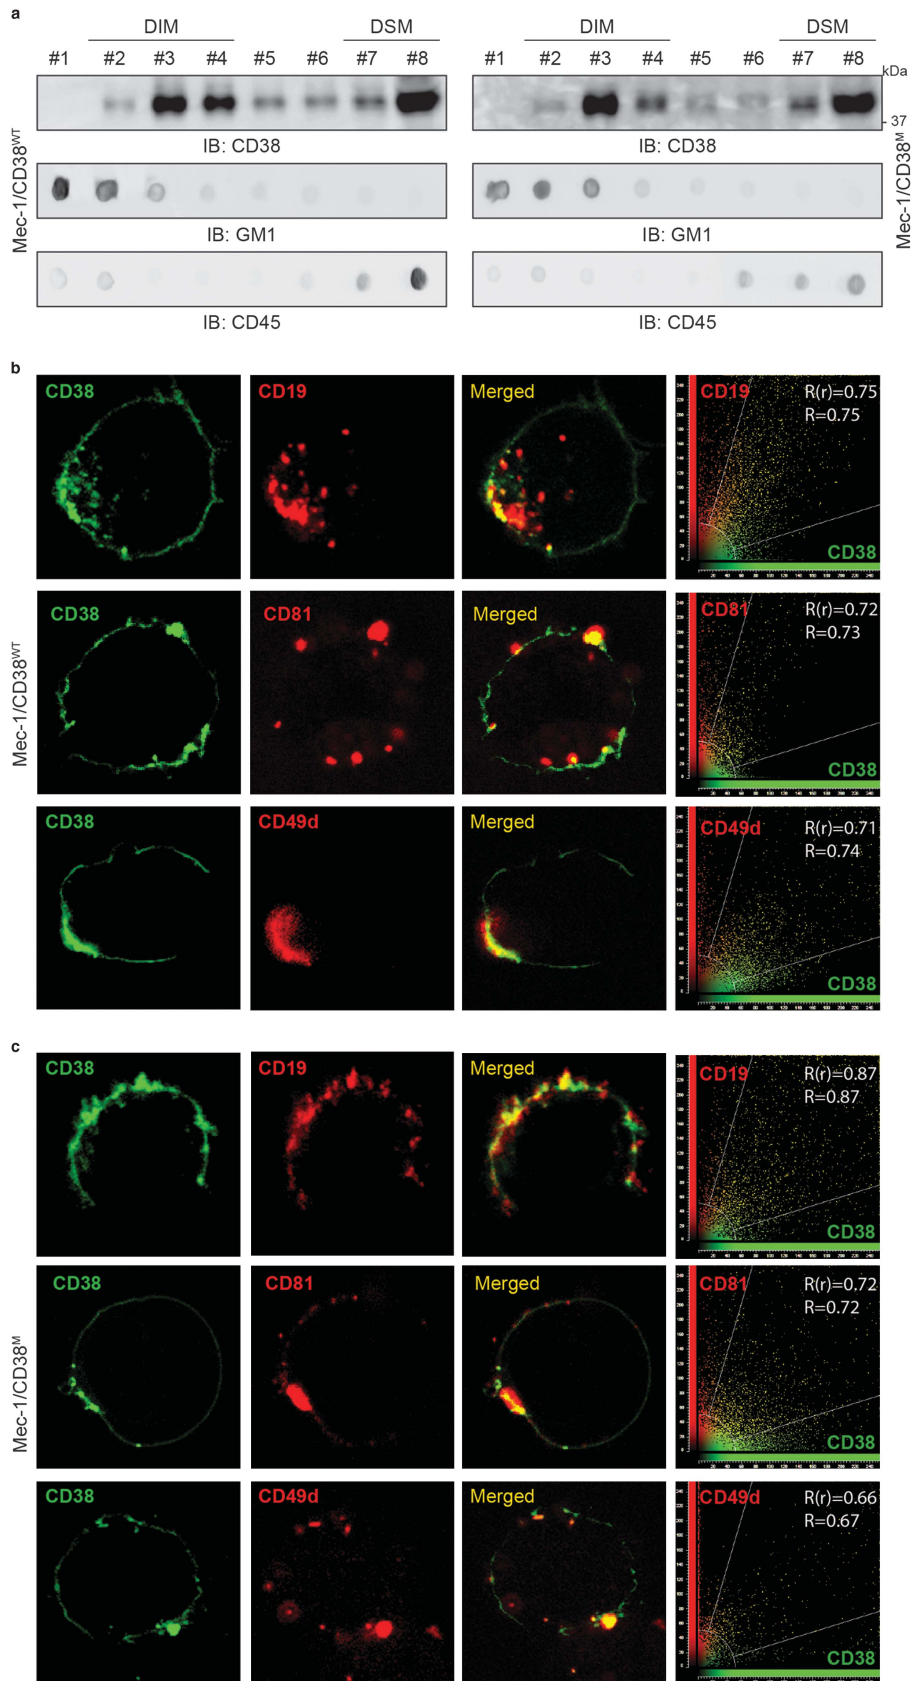 a
DIM DSM DIM DSM
#1 #2 #3 #4 #5 #6 #7 #8 #1 #2 #3 #4 #5 #6 #7 #8
kDa
- 37
IB: CD38 IB: CD38
IB: GM1 IB: GM1
IB: CD45 IB: CD45
Mec-1/CD38WT
Mec-1/CD38M
b
CD38 CD19 Merged CD19 R(r)=0.75
R=0.75
CD38
CD38 CD81 Merged CD81 R(r)=0.72
R=0.73
CD38
Mec-1/CD38WT
CD38 CD49d Merged CD49d R(r)=0.71
R=0.74
CD38
c
CD38 CD19 Merged CD19 R(r)=0.87
R=0.87
CD38
CD38 CD81 Merged CD81 R(r)=0.72
R=0.72
CD38
Mec-1/CD38M
CD38 CD49d Merged CD49d R(r)=0.66
R=0.67
CD38